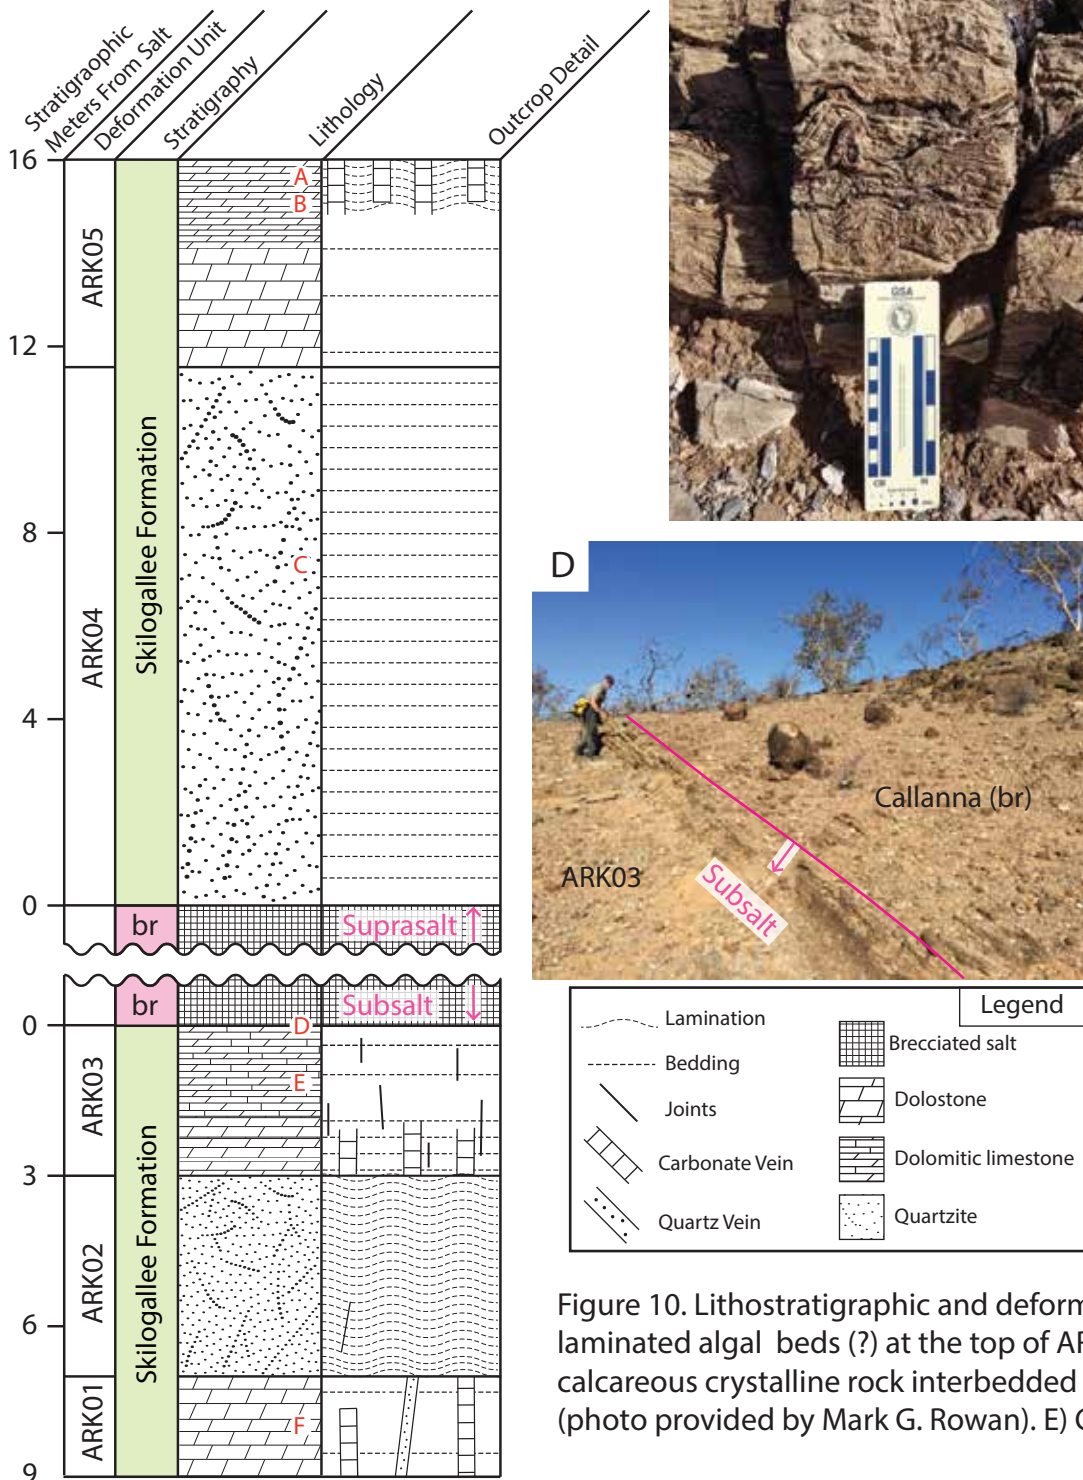 Stratigraophic
Meters From Salt
Deformation Unit
Stratigraphy
Lithology
Outcrop Detail
16
12
8
4
0
ARK05
ARK04
Skilogallee Formation
A
B
C
br
Suprasalt
br
Subsalt
0
3
6
9
ARK03
ARK02
ARK01
Skilogallee Formation
D
E
F
GSA
D
Callanna (br)
ARK03
Subsalt
Legend
Lamination
Bedding
Joints
Carbonate Vein
Quartz Vein
Brecciated salt
Dolostone
Dolomitic limestone
Quartzite
Figure 10. Lithostratigraphic and deform
laminated algal beds (?) at the top of AR
calcareous crystalline rock interbedded
(photo provided by Mark G. Rowan). E) C